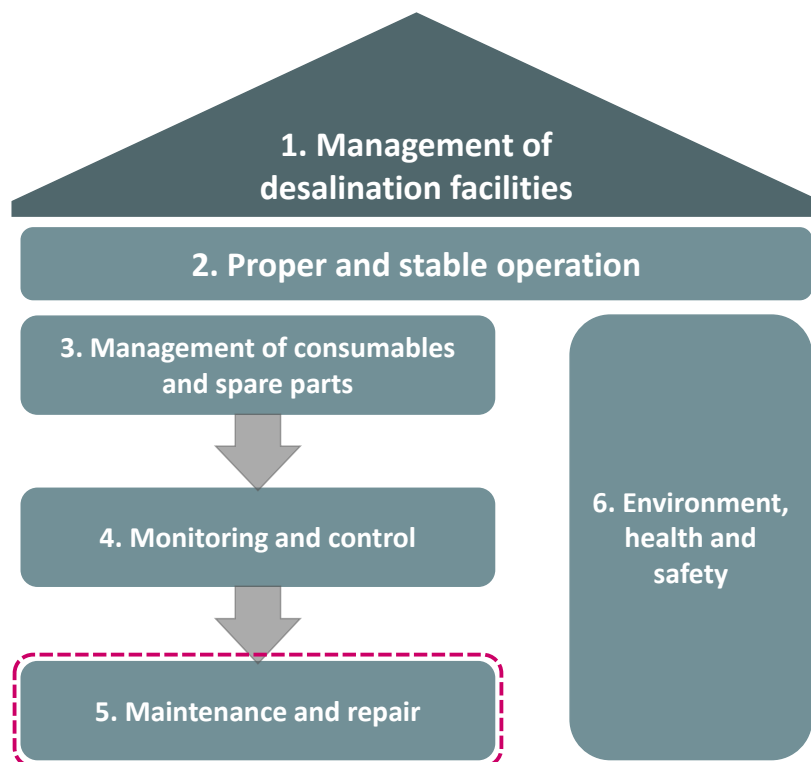 1. Management of
desalination facilities
2. Proper and stable operation
3. Management of consumables
and spare parts
4. Monitoring and control
5. Maintenance and repair
6. Environment,
health and
safety